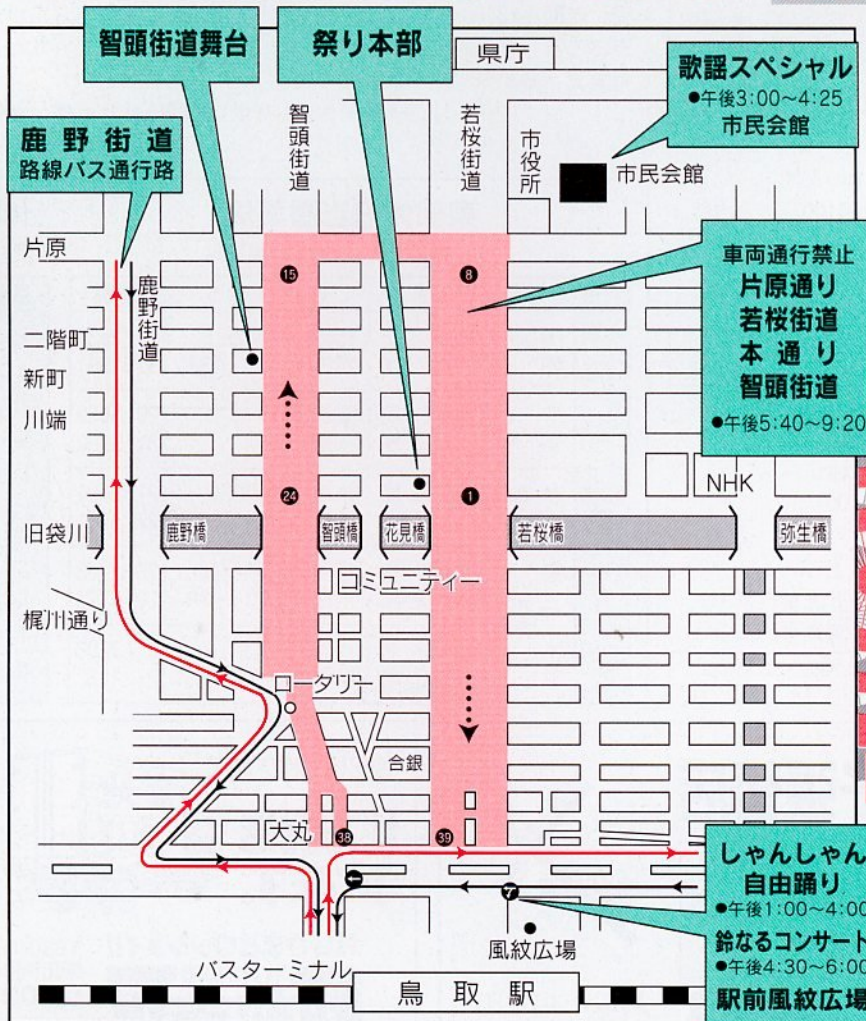 智頭街道舞台
祭り本部
県庁
歌謡スペシャル
●午後3:00～4:25
市民会館
鹿野街道
路線バス通行路
智頭街道
若桜街道
市役所
市民会館
片原
15
8
車両通行禁止
片原通り
若桜街道
本通り
智頭街道
●午後5:40～9:20
鹿野街道
二階町
新町
川端
24
1
NHK
旧袋川
鹿野橋
智頭橋
花見橋
若桜橋
弥生橋
コミュニティー
梶川通り
ロータリー
合銀
大丸
38
39
しゃんしゃん
自由踊り
●午後1:00～4:00
鈴なるコンサート
●午後4:30～6:00
駅前風紋広場
風紋広場
バスターミナル
鳥取駅